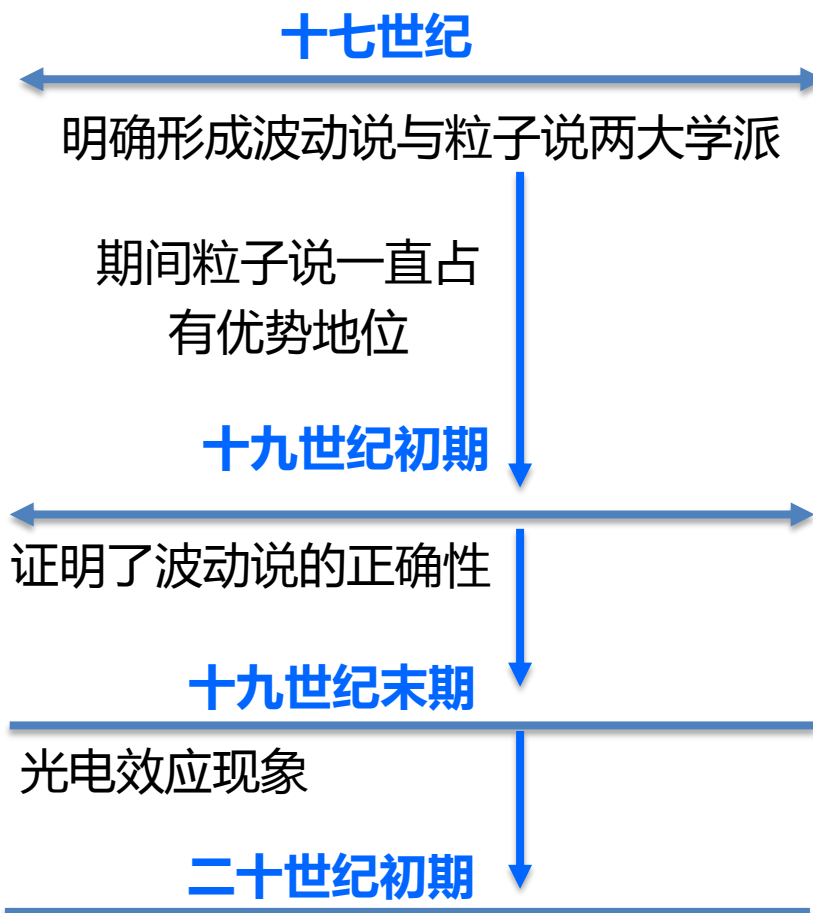 十七世纪
明确形成波动说与粒子说两大学派
期间粒子说一直占
有优势地位
十九世纪初期
证明了波动说的正确性
十九世纪末期
光电效应现象
二十世纪初期